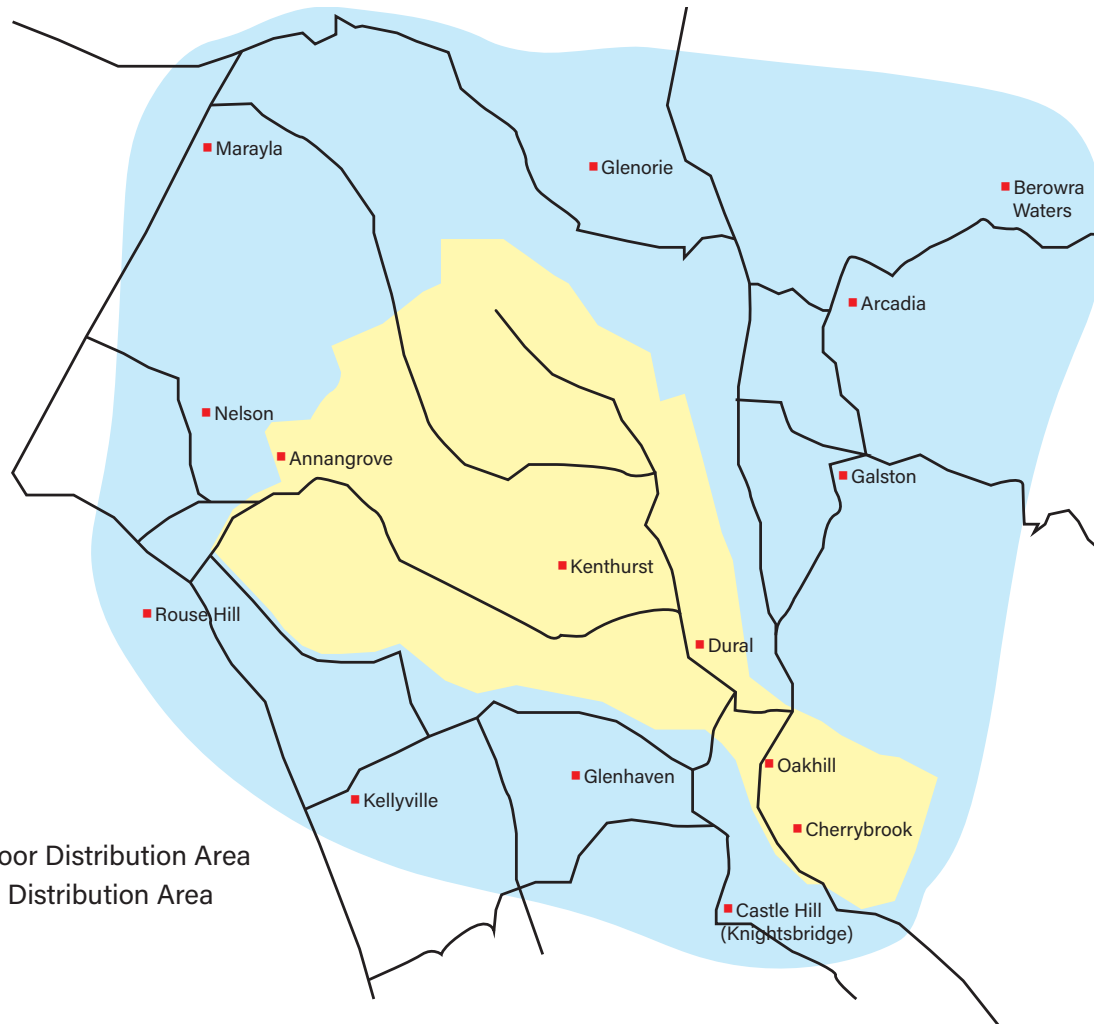 Marayla
Glenorie
Berowra
Waters
Arcadia
Nelson
Annangrove
Galston
Kenthurst
Rouse Hill
Dural
Oakhill
Glenhaven
Kellyville
Cherrybrook
oor Distribution Area
Distribution Area
Castle Hill
(Knightsbridge)